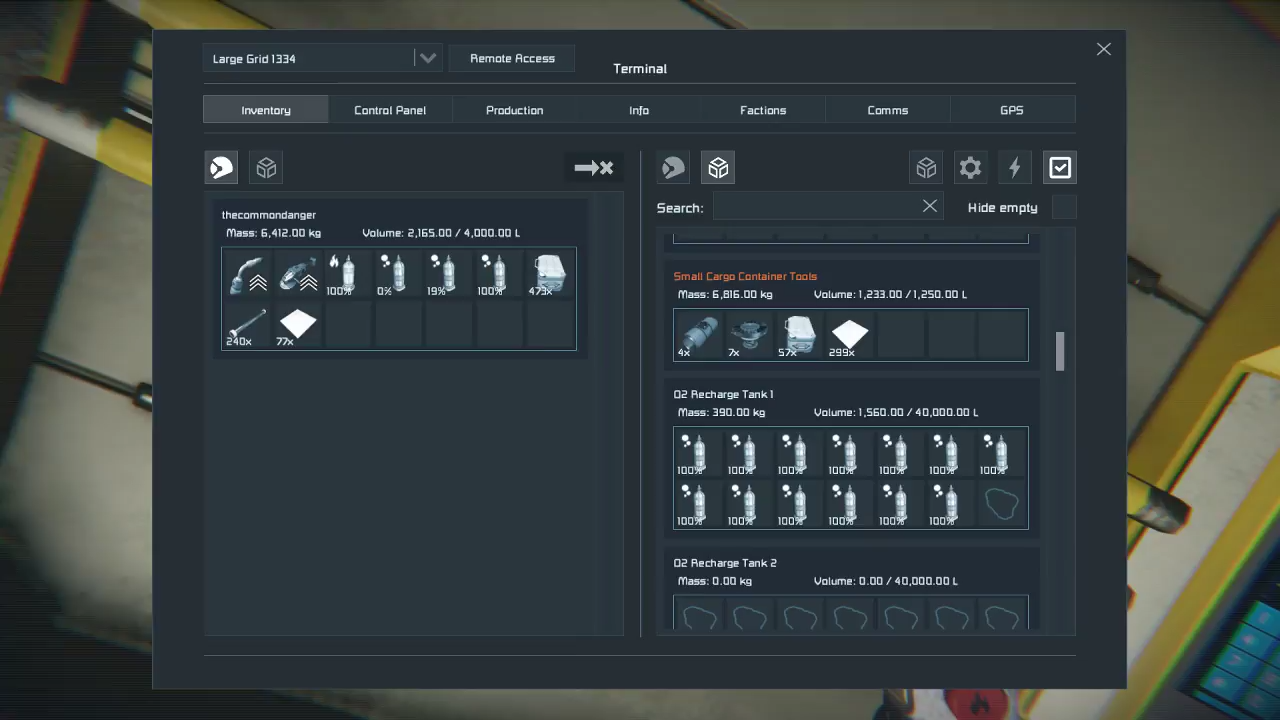 Large Grid 1334
Remote Access
Terminal
Inventory
Control Panel
Production
Info
Factions
Comms
GPS
Search:
Hide empty
thecommondanger
Mass: 6,412.00 kg
Volume: 2,165.00 / 4,000.00 L
100%
0%
19%
100%
473x
240x
77x
Small Cargo Container Tools
Mass: 6,816.00 kg
Volume: 1,233.00 / 1,250.00 L
4x
7x
57x
299x
O2 Recharge Tank 1
Mass: 390.00 kg
Volume: 1,560.00 / 40,000.00 L
100% 100% 100% 100% 100% 100% 100%
100% 100% 100% 100% 100% 100%
O2 Recharge Tank 2
Mass: 0.00 kg
Volume: 0.00 / 40,000.00 L